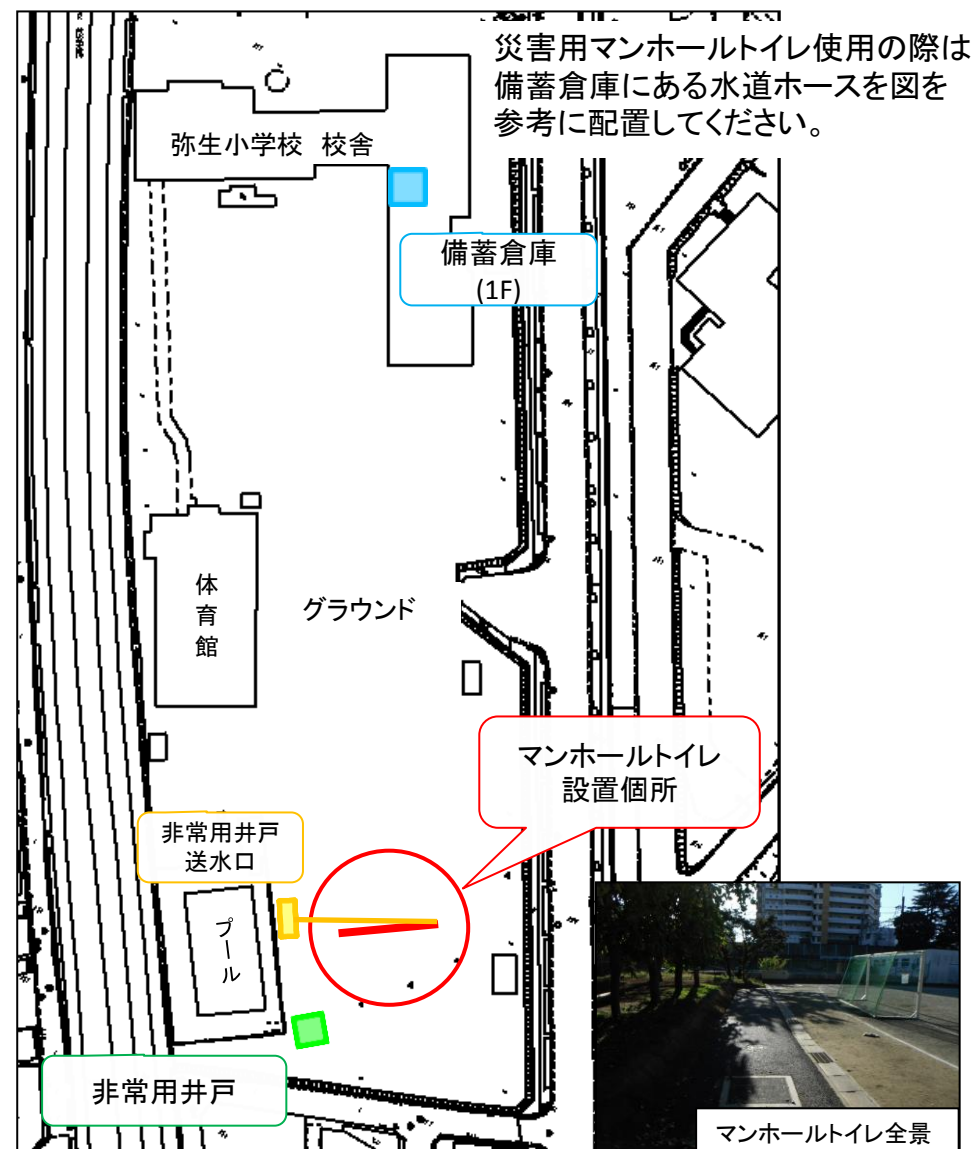 災害用マンホールトイレ使用の際は
備蓄倉庫にある水道ホースを図を
参考に配置してください。
弥生小学校 校舎
備蓄倉庫
(1F)
体育館
グラウンド
マンホールトイレ
設置個所
非常用井戸
送水口
プール
非常用井戸
マンホールトイレ全景